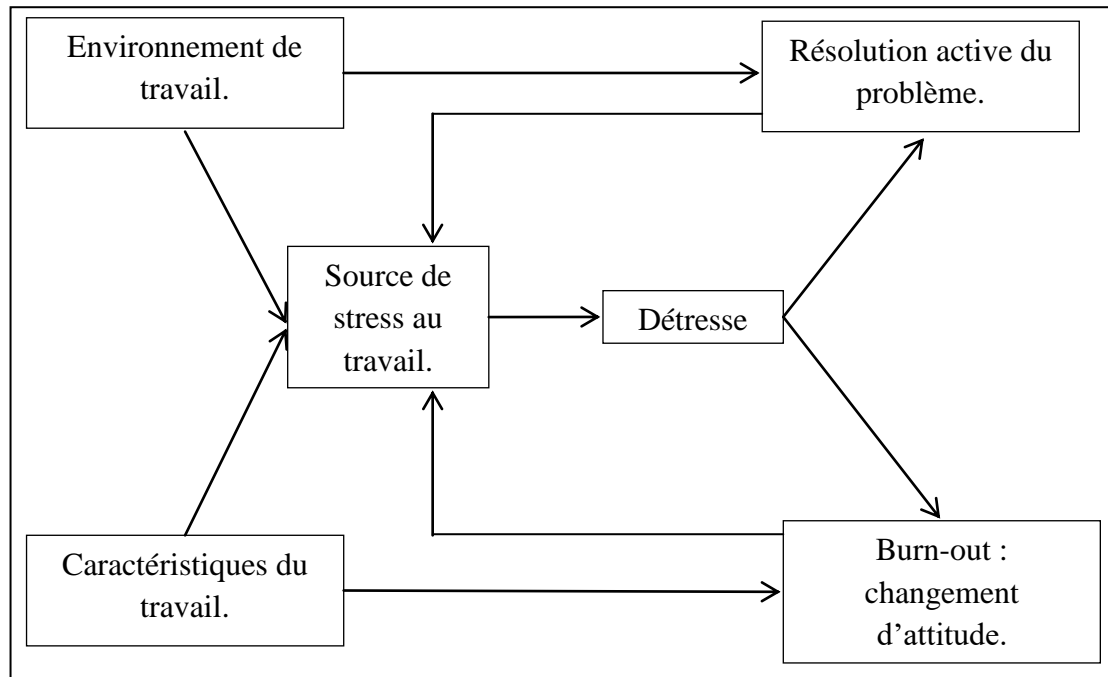 Environnement de
travail.
Résolution active du
problème.
Source de
stress au
travail.
Détresse
Caractéristiques du
travail.
Burn-out :
changement
d’attitude.